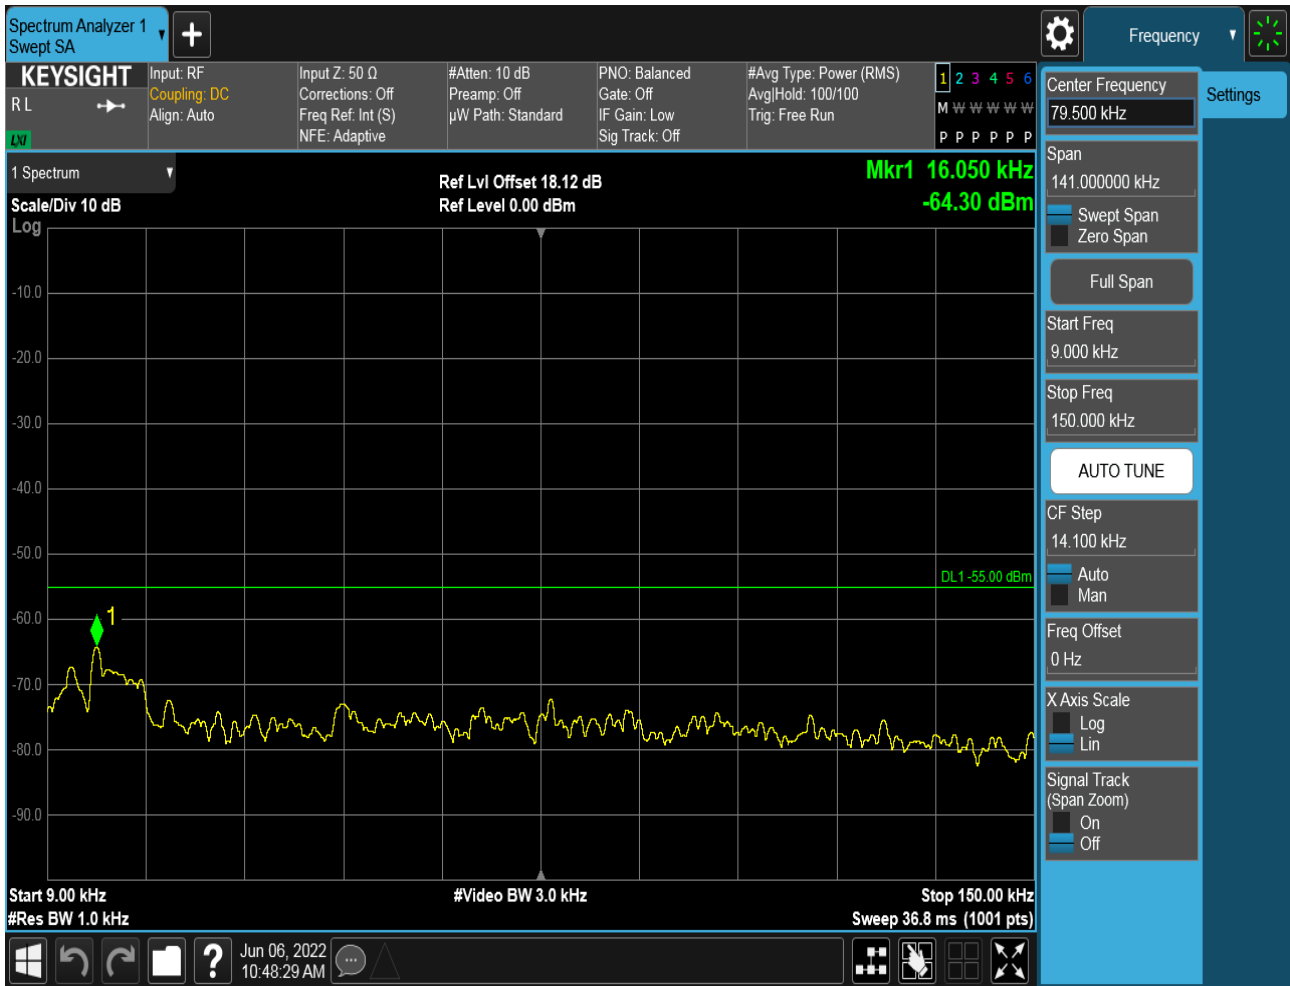 Spectrum Analyzer 1
Swept SA
Frequency
KEYSIGHT
R L
LXI
Input: RF
Coupling: DC
Align: Auto
Input Z: 50 Ω
Corrections: Off
Freq Ref: Int (S)
NFE: Adaptive
#Atten: 10 dB
Preamp: Off
µW Path: Standard
PNO: Balanced
Gate: Off
IF Gain: Low
Sig Track: Off
#Avg Type: Power (RMS)
Avg|Hold: 100/100
Trig: Free Run
1 2 3 4 5 6
M W W W W W
P P P P P P
1 Spectrum
Scale/Div 10 dB
Log
Ref Lvl Offset 18.12 dB
Ref Level 0.00 dBm
Mkr1 16.050 kHz
-64.30 dBm
-10.0
-20.0
-30.0
-40.0
-50.0
DL1 -55.00 dBm
-60.0
1
-70.0
-80.0
-90.0
Start 9.00 kHz
#Res BW 1.0 kHz
#Video BW 3.0 kHz
Stop 150.00 kHz
Sweep 36.8 ms (1001 pts)
?
Jun 06, 2022
10:48:29 AM
Center Frequency
79.500 kHz
Settings
Span
141.000000 kHz
Swept Span
Zero Span
Full Span
Start Freq
9.000 kHz
Stop Freq
150.000 kHz
AUTO TUNE
CF Step
14.100 kHz
Auto
Man
Freq Offset
0 Hz
X Axis Scale
Log
Lin
Signal Track
(Span Zoom)
On
Off